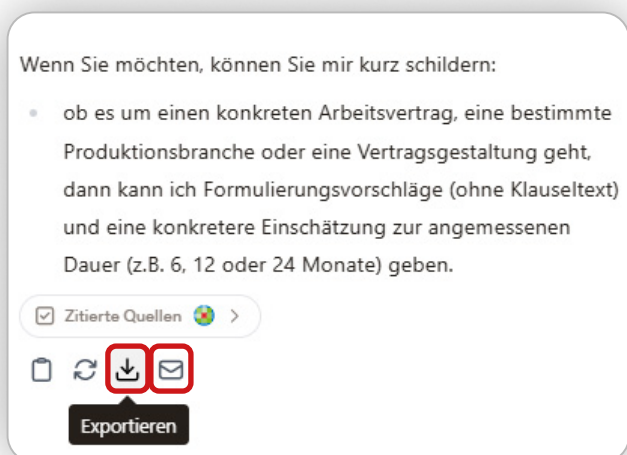 Wenn Sie möchten, können Sie mir kurz schildern:
ob es um einen konkreten Arbeitsvertrag, eine bestimmte
Produktionsbranche oder eine Vertragsgestaltung geht,
dann kann ich Formulierungsvorschläge (ohne Klauseltext)
und eine konkretere Einschätzung zur angemessenen
Dauer (z.B. 6, 12 oder 24 Monate) geben.
Zitierte Quellen
Exportieren